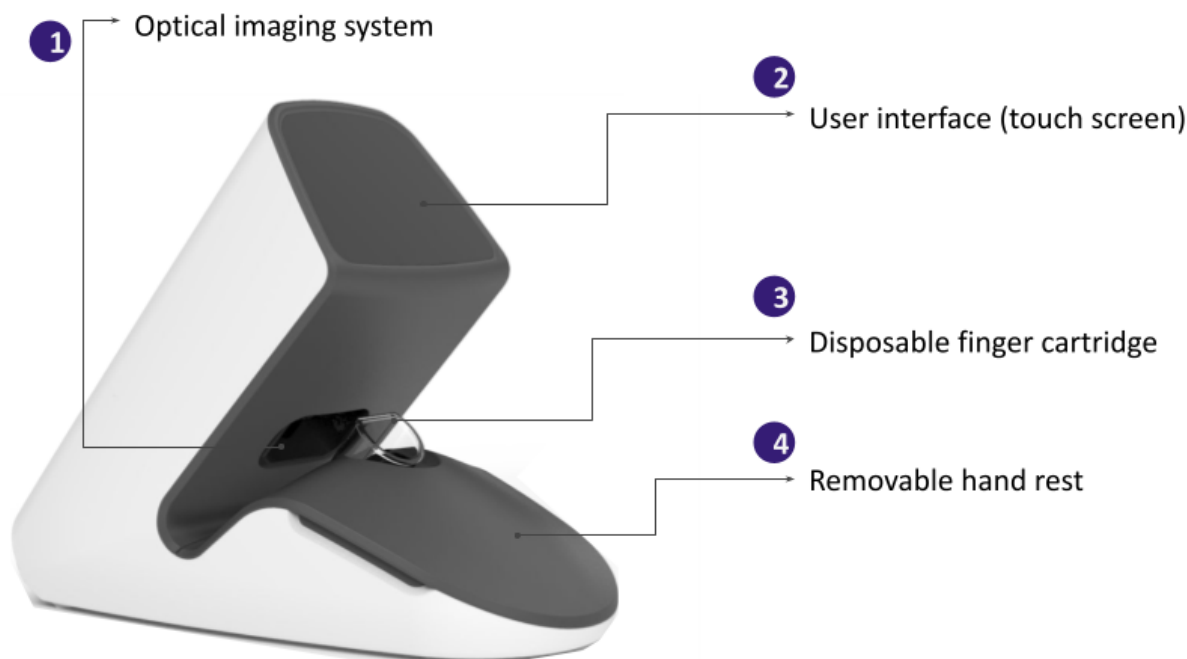 1
Optical imaging system
2
User interface (touch screen)
3
Disposable finger cartridge
4
Removable hand rest